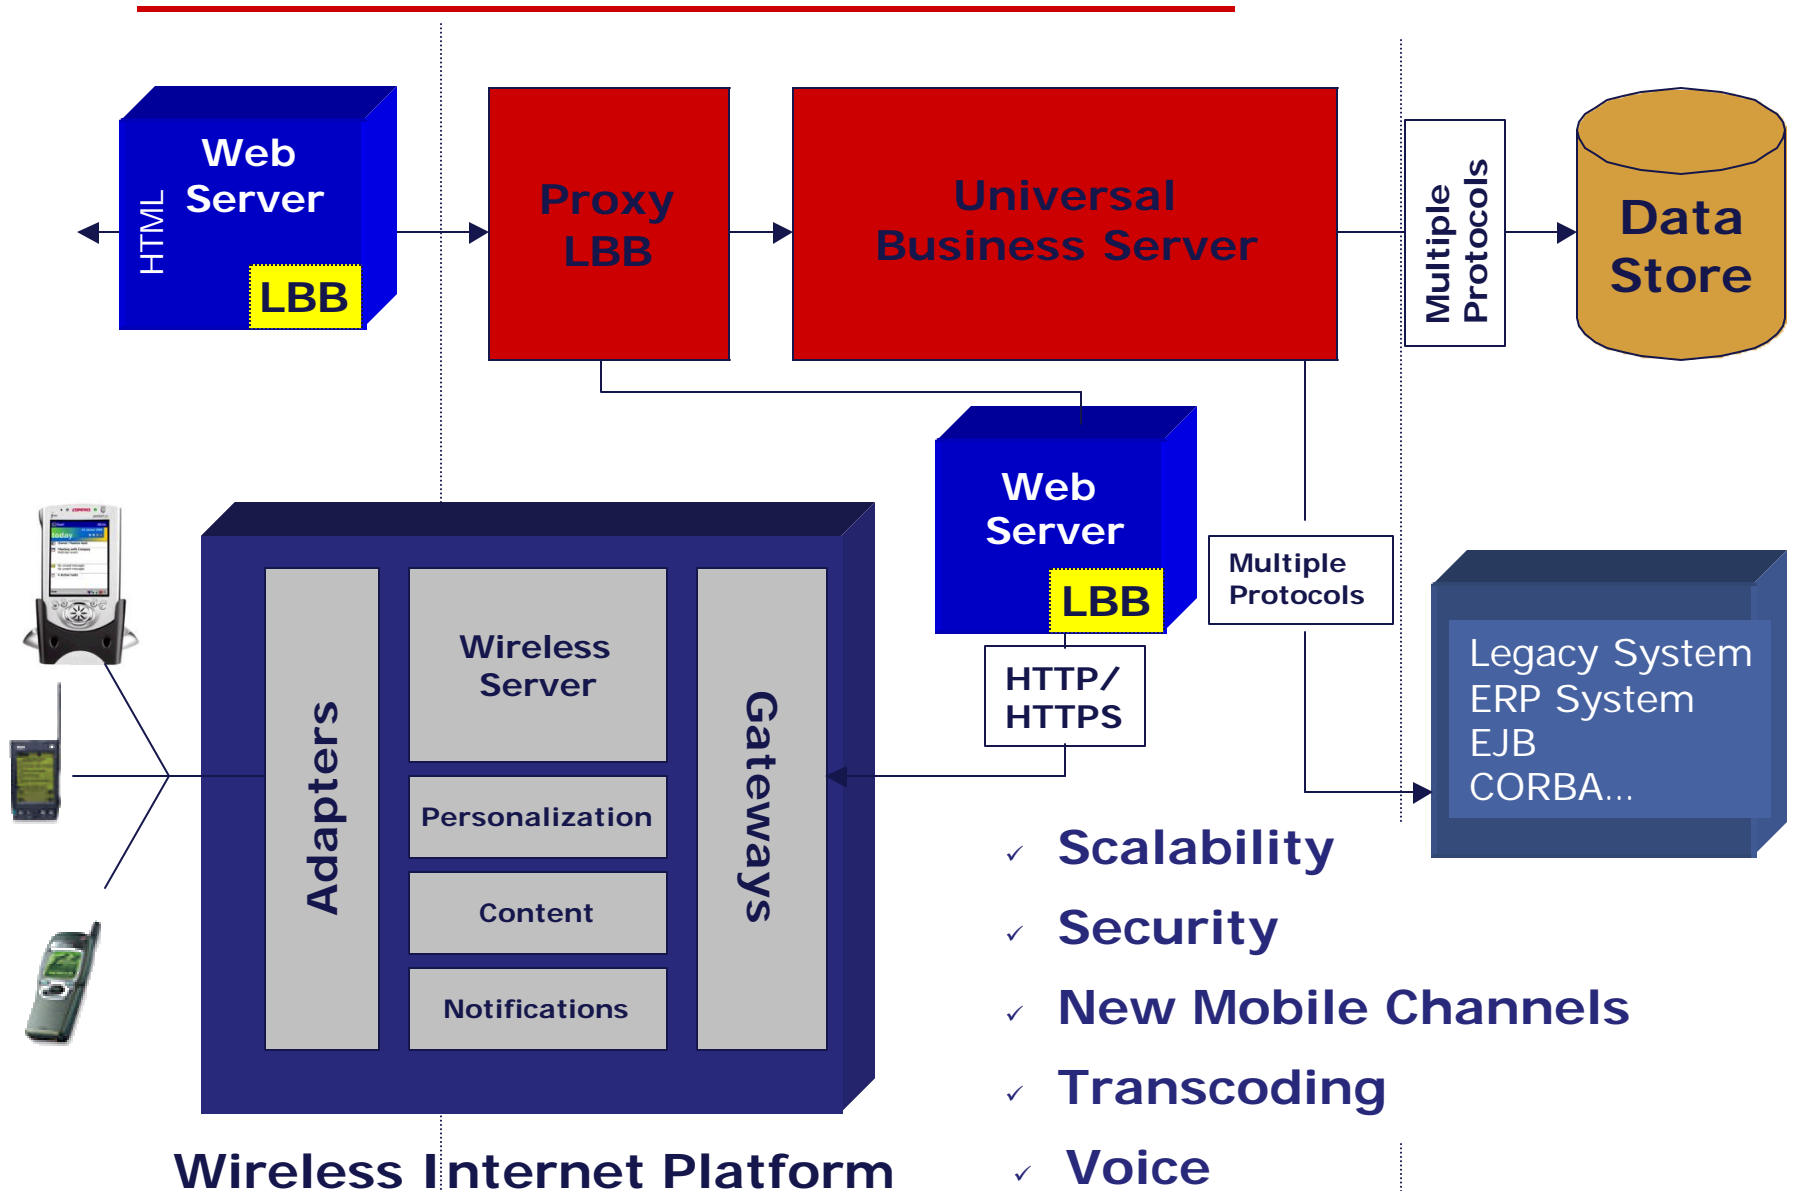 Web
Server
HTML
LBB
Proxy
LBB
Universal
Business Server
Multiple
Protocols
Data
Store
Web
Server
LBB
HTTP/
HTTPS
Multiple
Protocols
Legacy System
ERP System
EJB
CORBA...
today
Adapters
Wireless
Server
Personalization
Content
Notifications
Gateways
✓ Scalability
✓ Security
✓ New Mobile Channels
✓ Transcoding
✓ Voice
Wireless Internet Platform